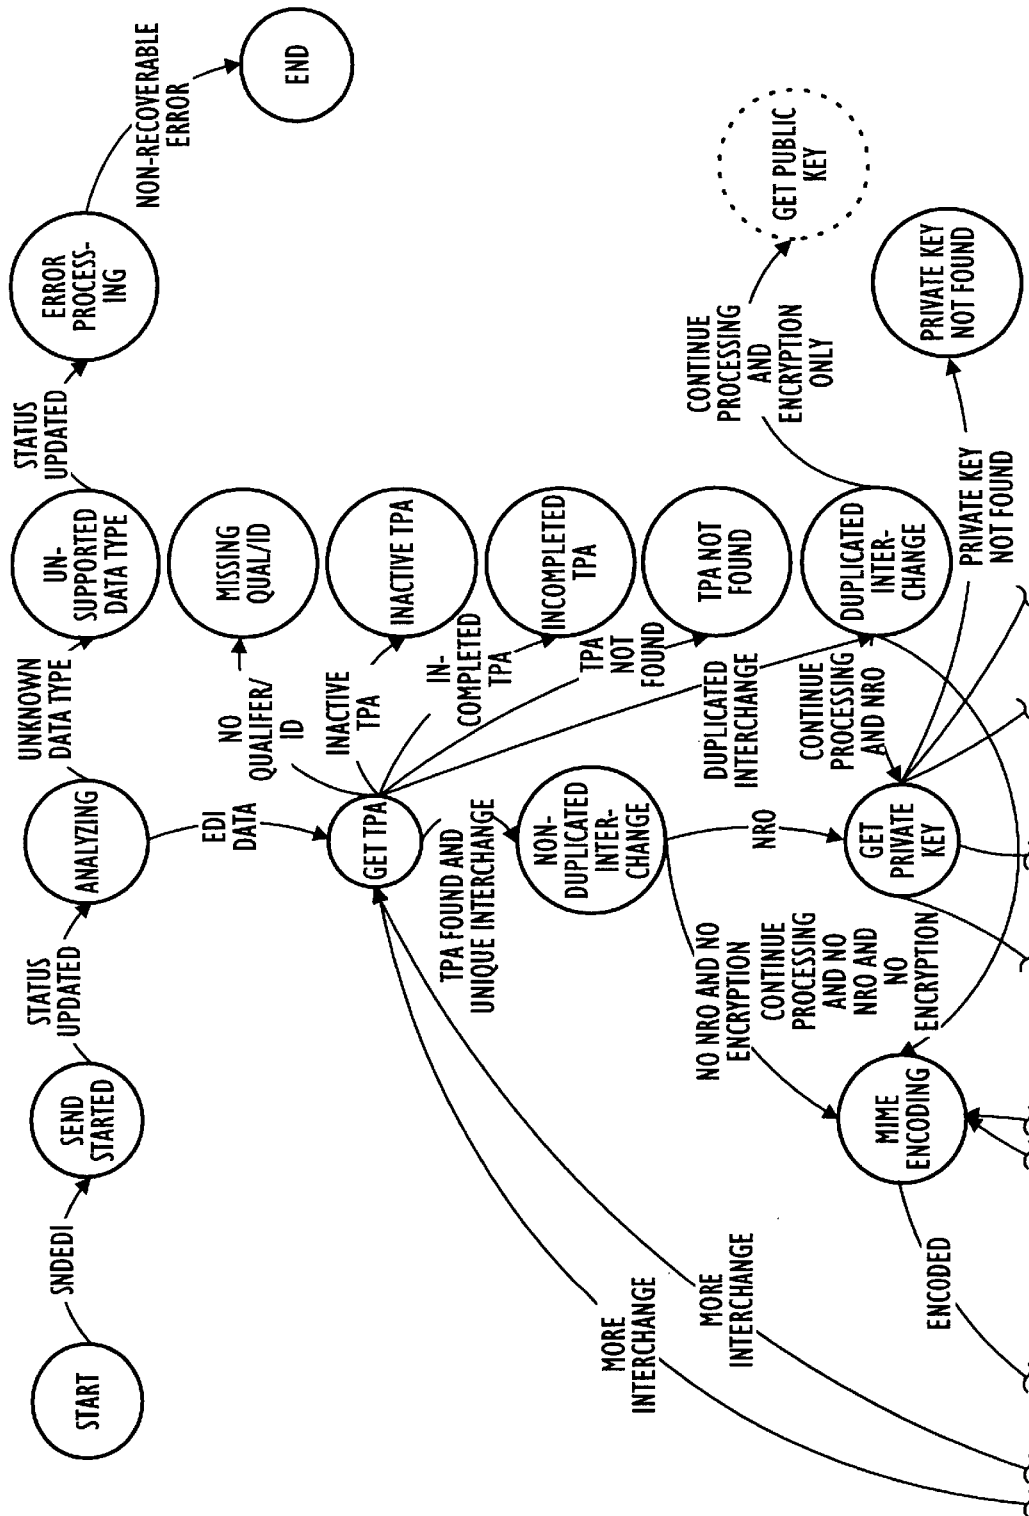 START
SNDEDI
SEND
STARTED
STATUS
UPDATED
ANALYZING
UNKNOWN
DATA TYPE
UN-
SUPPORTED
DATA TYPE
STATUS
UPDATED
ERROR
PROCESS-
ING
NON-RECOVERABLE
ERROR
END
EDI
DATA
NO
QUALIFER/
ID
MISSING
QUAL/ID
GET TPA
INACTIVE
TPA
INACTIVE TPA
IN-
COMPLETED
TPA
INCOMPLETED
TPA
TPA FOUND AND
UNIQUE INTERCHANGE
TPA
NOT
FOUND
TPA NOT
FOUND
NON-
DUPLICATED
INTER-
CHANGE
DUPLICATED
INTERCHANGE
DUPLICATED
INTER-
CHANGE
CONTINUE
PROCESSING
AND
ENCRYPTION
ONLY
GET PUBLIC
KEY
MORE
INTERCHANGE
MORE
INTERCHANGE
NO NRO AND NO
ENCRYPTION
NRO
CONTINUE
PROCESSING
AND NRO
CONTINUE
PROCESSING
AND NO
NRO AND
NO
ENCRYPTION
GET
PRIVATE
KEY
PRIVATE KEY
NOT FOUND
PRIVATE KEY
NOT FOUND
MIME
ENCODING
ENCODED